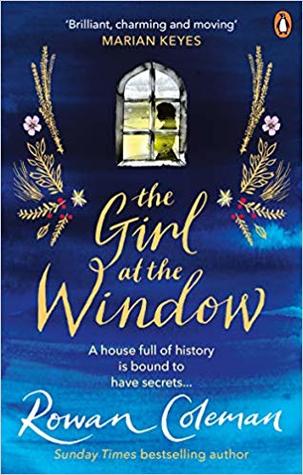 'Brilliant, charming and moving'
MARIAN KEYES
the
Girl
at the
Window
A house full of history
is bound to
have secrets...
Rowan Coleman
Sunday Times bestselling author